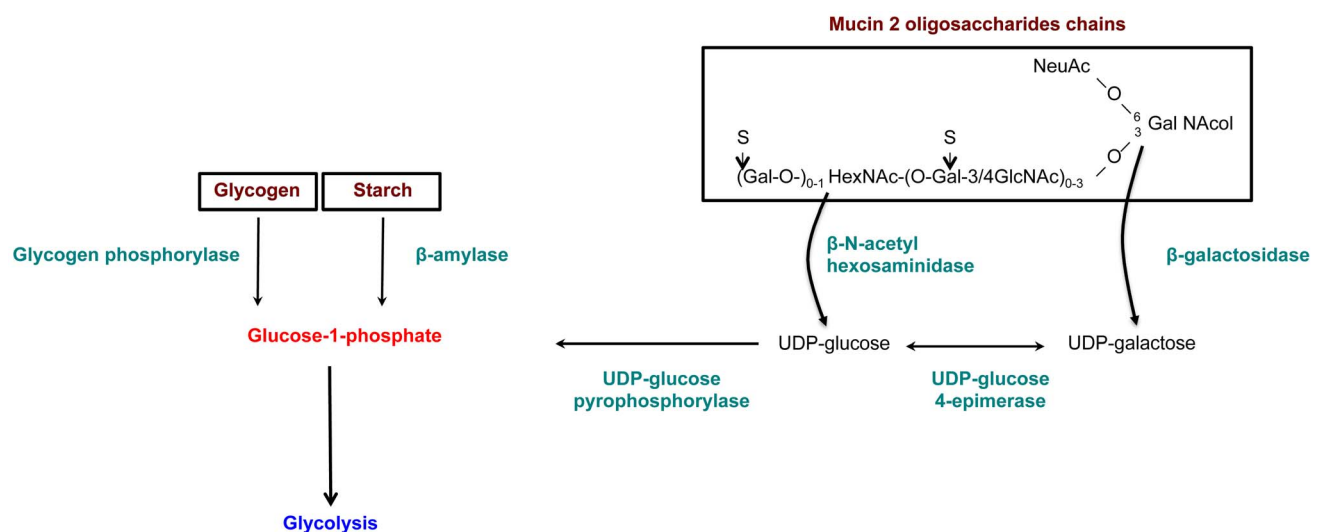 Mucin 2 oligosaccharides chains
NeuAc
O
6
3
Gal NAcol
S
S
O
(Gal-O-)0-1 HexNAc-(O-Gal-3/4GlcNAc)0-3
Glycogen
Starch
Glycogen phosphorylase
β-amylase
β-N-acetyl
hexosaminidase
β-galactosidase
Glucose-1-phosphate
UDP-glucose
UDP-galactose
UDP-glucose
pyrophosphorylase
UDP-glucose
4-epimerase
Glycolysis